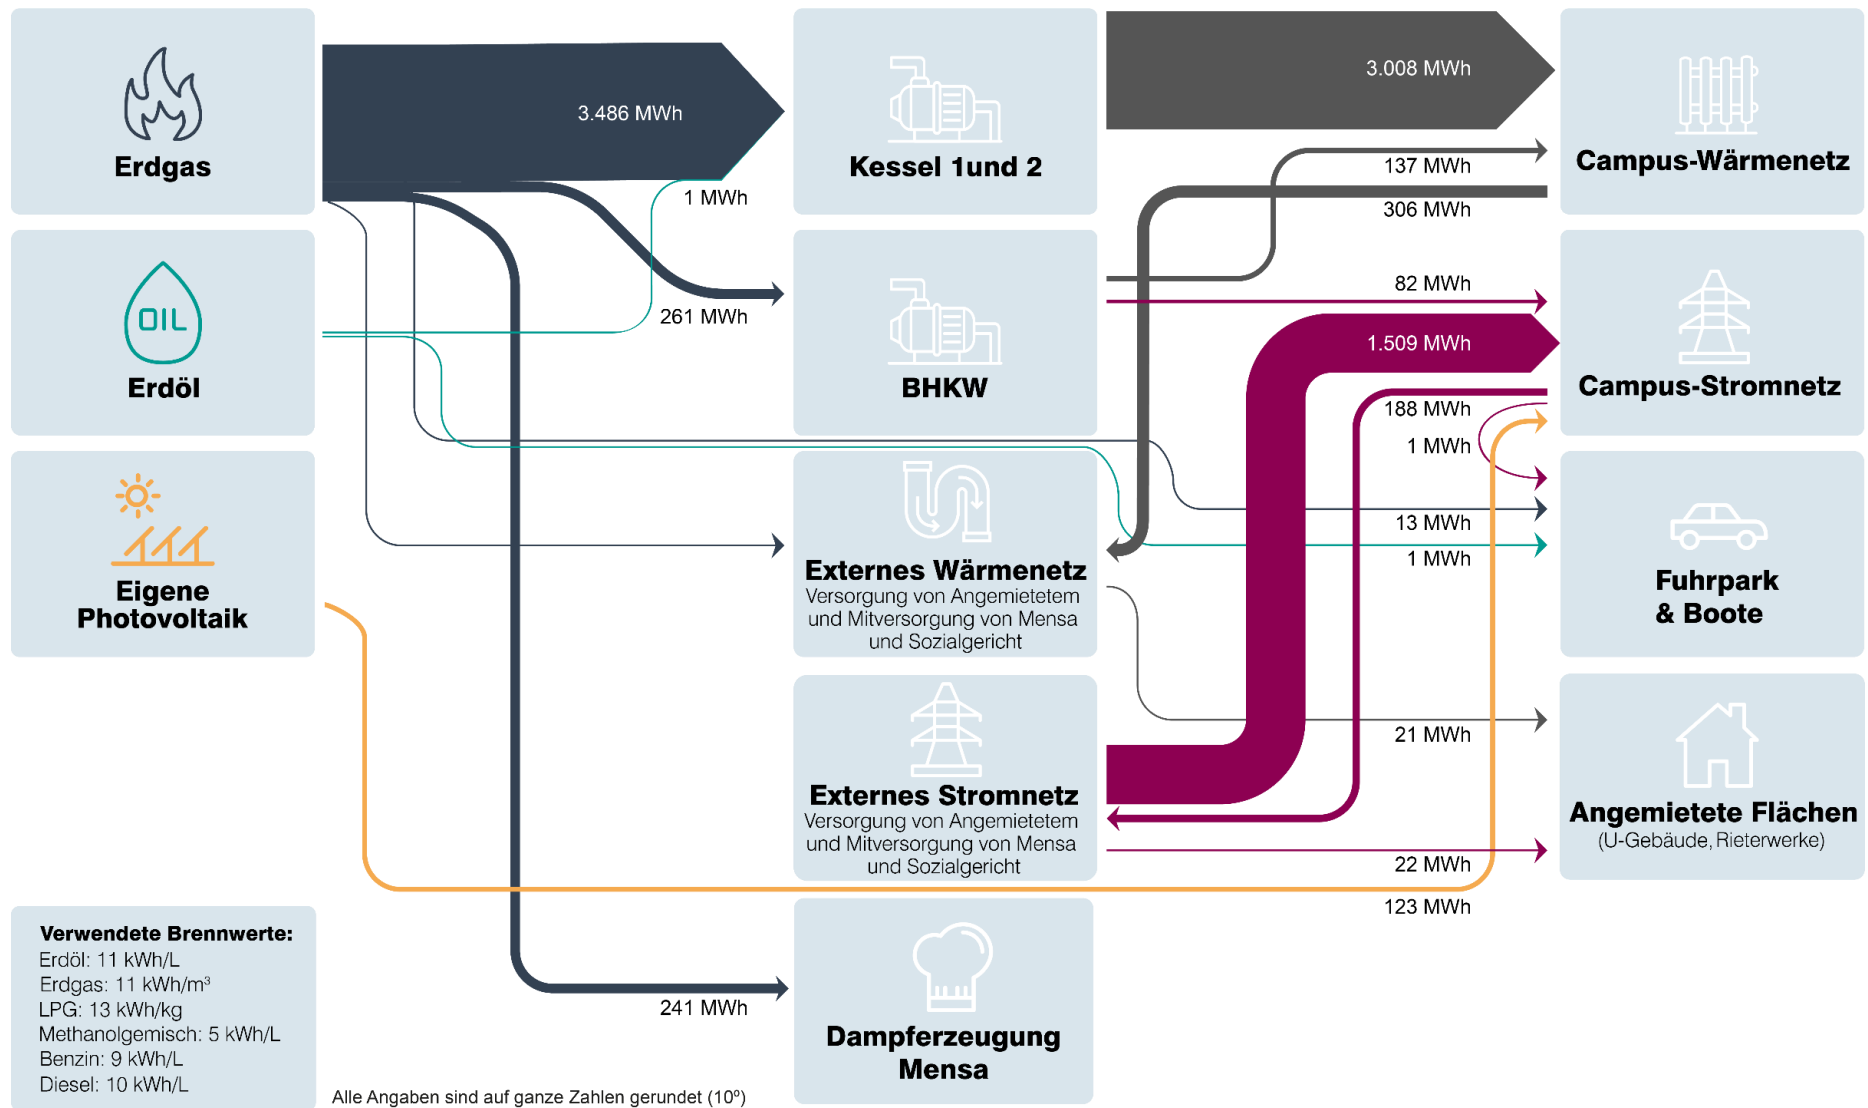 Erdgas
Erdöl
OIL
Eigene
Photovoltaik
3.486 MWh
1 MWh
261 MWh
241 MWh
Kessel 1und 2
BHKW
Externes Wärmenetz
Versorgung von Angemietetem
und Mitversorgung von Mensa
und Sozialgericht
Externes Stromnetz
Versorgung von Angemietetem
und Mitversorgung von Mensa
und Sozialgericht
Dampferzeugung
Mensa
3.008 MWh
137 MWh
306 MWh
82 MWh
1.509 MWh
188 MWh
1 MWh
13 MWh
1 MWh
21 MWh
22 MWh
123 MWh
Campus-Wärmenetz
Campus-Stromnetz
Fuhrpark
& Boote
Angemietete Flächen
(U-Gebäude, Rieterwerke)
Verwendete Brennwerte:
Erdöl: 11 kWh/L
Erdgas: 11 kWh/m³
LPG: 13 kWh/kg
Methanolgemisch: 5 kWh/L
Benzin: 9 kWh/L
Diesel: 10 kWh/L
Alle Angaben sind auf ganze Zahlen gerundet (10⁰)